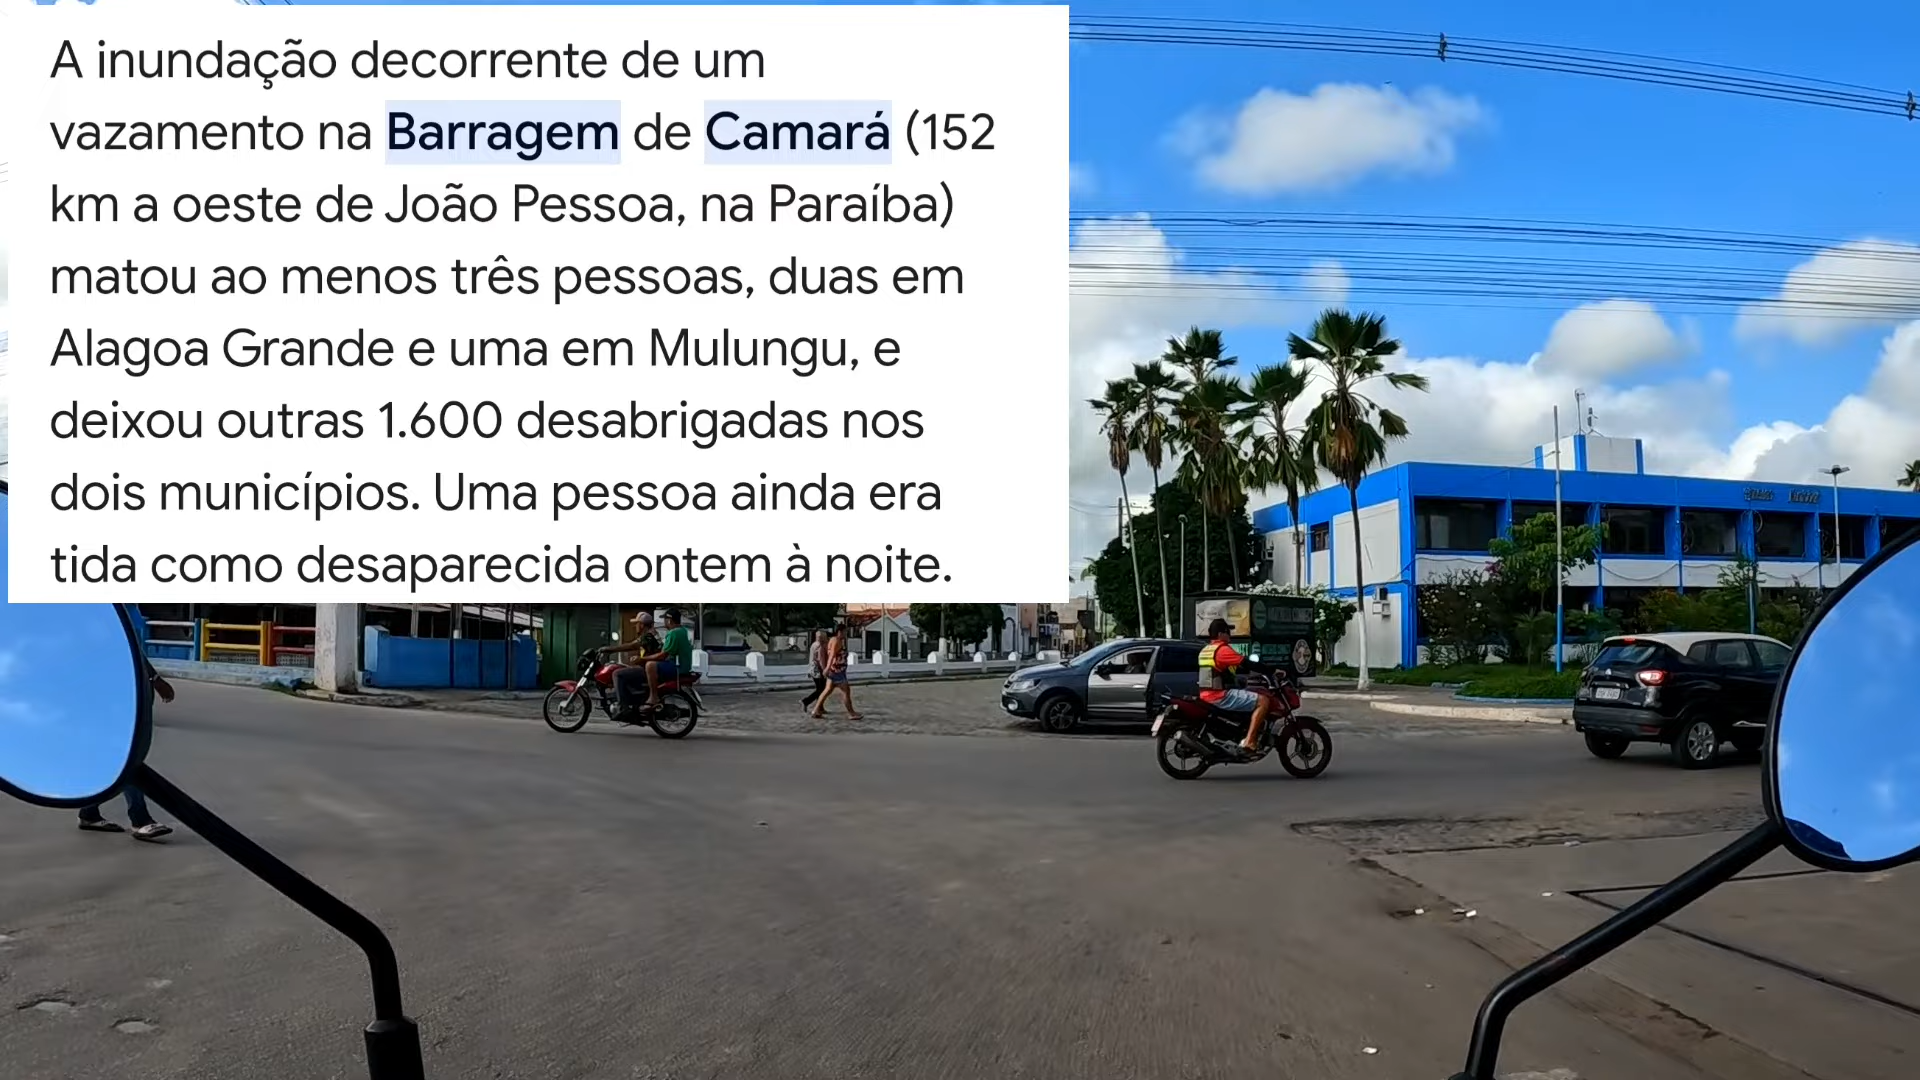 A inundação decorrente de um
vazamento na Barragem de Camará (152
km a oeste de João Pessoa, na Paraíba)
matou ao menos três pessoas, duas em
Alagoa Grande e uma em Mulungu, e
deixou outras 1.600 desabrigadas nos
dois municípios. Uma pessoa ainda era
tida como desaparecida ontem à noite.